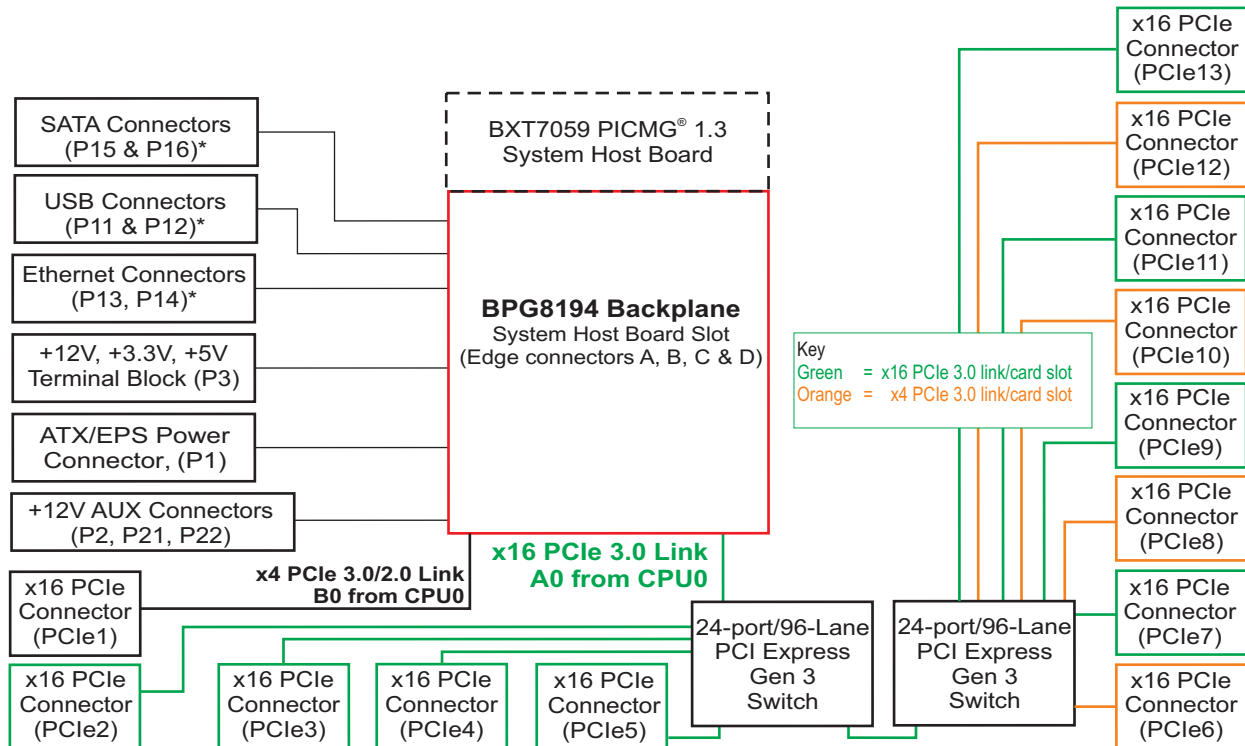 x16 PCIe
Connector
(PCIe13)
SATA Connectors
(P15 & P16)*
BXT7059 PICMG® 1.3
System Host Board
x16 PCIe
Connector
(PCIe12)
USB Connectors
(P11 & P12)*
x16 PCIe
Connector
(PCIe11)
Ethernet Connectors
(P13, P14)*
BPG8194 Backplane
System Host Board Slot
(Edge connectors A, B, C & D)
x16 PCIe
Connector
(PCIe10)
+12V, +3.3V, +5V
Terminal Block (P3)
Key
Green = x16 PCIe 3.0 link/card slot
Orange = x4 PCIe 3.0 link/card slot
x16 PCIe
Connector
(PCIe9)
ATX/EPS Power
Connector, (P1)
x16 PCIe
Connector
(PCIe8)
+12V AUX Connectors
(P2, P21, P22)
x16 PCIe 3.0 Link
A0 from CPU0
x4 PCIe 3.0/2.0 Link
B0 from CPU0
x16 PCIe
Connector
(PCIe1)
x16 PCIe
Connector
(PCIe7)
24-port/96-Lane
PCI Express
Gen 3
Switch
24-port/96-Lane
PCI Express
Gen 3
Switch
x16 PCIe
Connector
(PCIe2)
x16 PCIe
Connector
(PCIe3)
x16 PCIe
Connector
(PCIe4)
x16 PCIe
Connector
(PCIe5)
x16 PCIe
Connector
(PCIe6)